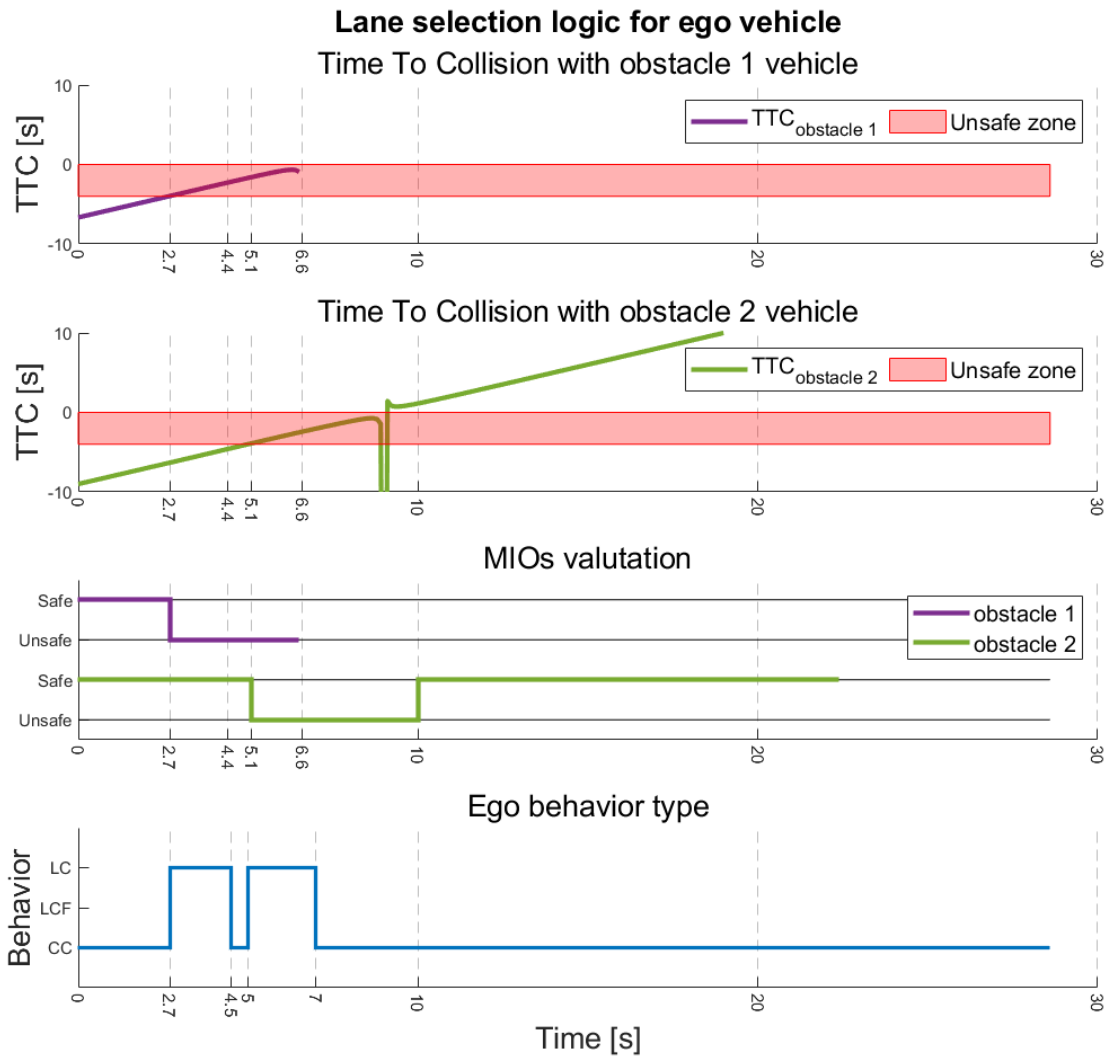 Lane selection logic for ego vehicle
Time To Collision with obstacle 1 vehicle
10
0
-10
TTC [s]
TTC obstacle 1
Unsafe zone
0 2.7 4.4 5.1 6.6 10 20 30
Time To Collision with obstacle 2 vehicle
10
0
-10
TTC [s]
TTC obstacle 2
Unsafe zone
0 2.7 4.4 5.1 6.6 10 20 30
MIOs valutation
Safe
Unsafe
Safe
Unsafe
obstacle 1
obstacle 2
0 2.7 4.4 5.1 6.6 10 20 30
Ego behavior type
LC
LCF
CC
Behavior
0 2.7 4.5 5 7 10 20 30
Time [s]